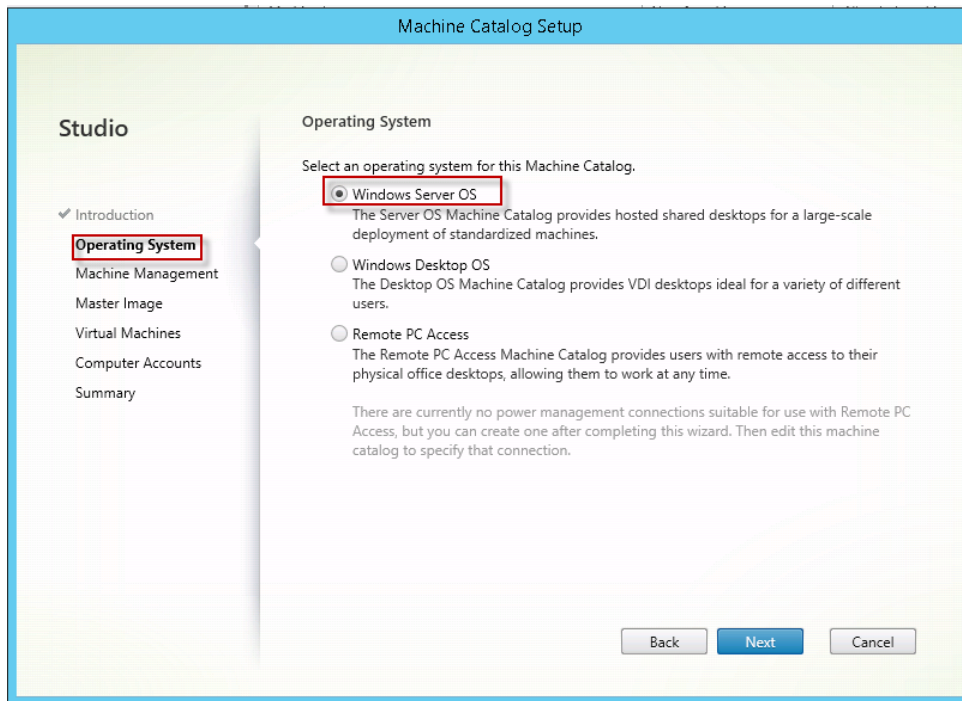 Machine Catalog Setup
Studio
Introduction
Operating System
Machine Management
Master Image
Virtual Machines
Computer Accounts
Summary
Operating System
Select an operating system for this Machine Catalog.
Windows Server OS
The Server OS Machine Catalog provides hosted shared desktops for a large-scale
deployment of standardized machines.
Windows Desktop OS
The Desktop OS Machine Catalog provides VDI desktops ideal for a variety of different
users.
Remote PC Access
The Remote PC Access Machine Catalog provides users with remote access to their
physical office desktops, allowing them to work at any time.
There are currently no power management connections suitable for use with Remote PC
Access, but you can create one after completing this wizard. Then edit this machine
catalog to specify that connection.
Back Next Cancel